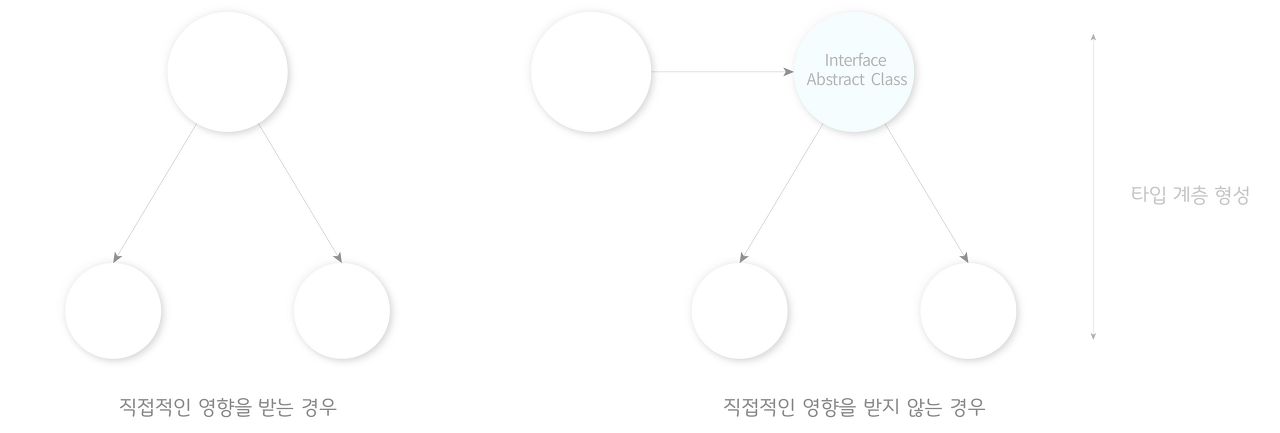 Interface
Abstract Class
타입 계층 형성
직접적인 영향을 받는 경우
직접적인 영향을 받지 않는 경우